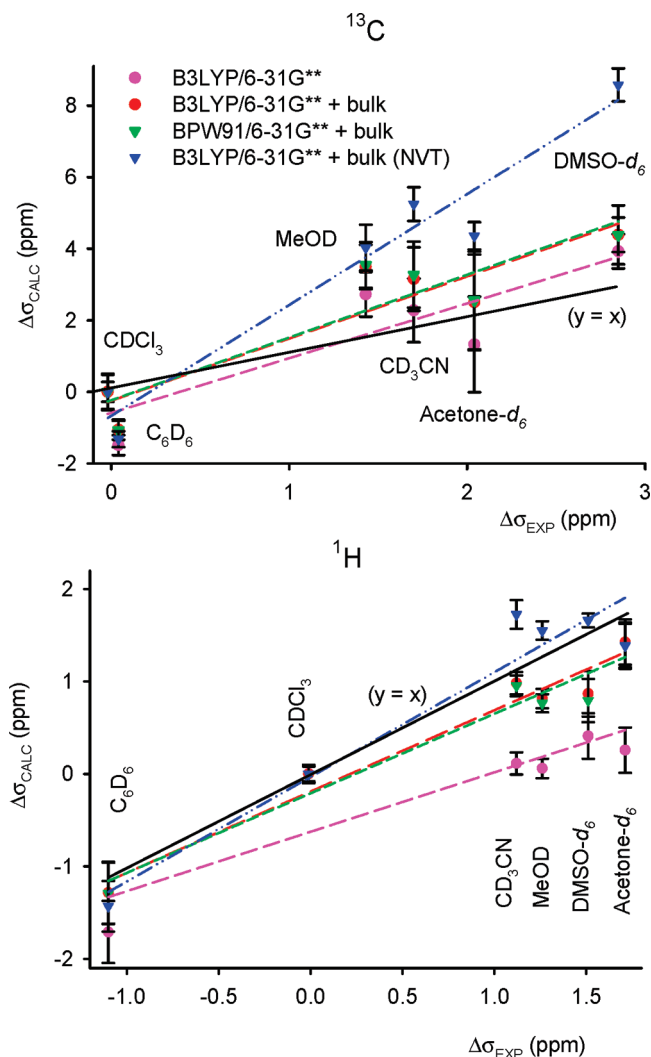 ¹³C
B3LYP/6-31G**
B3LYP/6-31G** + bulk
BPW91/6-31G** + bulk
B3LYP/6-31G** + bulk (NVT)
DMSO-d₆
MeOD
CDCl₃
(y = x)
CD₃CN
C₆D₆
Acetone-d₆
Δσ_CALC (ppm)
8
6
4
2
0
-2
0 1 2 3
Δσ_EXP (ppm)
¹H
(y = x)
CDCl₃
C₆D₆
CD₃CN
MeOD
DMSO-d₆
Acetone-d₆
Δσ_CALC (ppm)
2
1
0
-1
-2
-1.0 -0.5 0.0 0.5 1.0 1.5
Δσ_EXP (ppm)